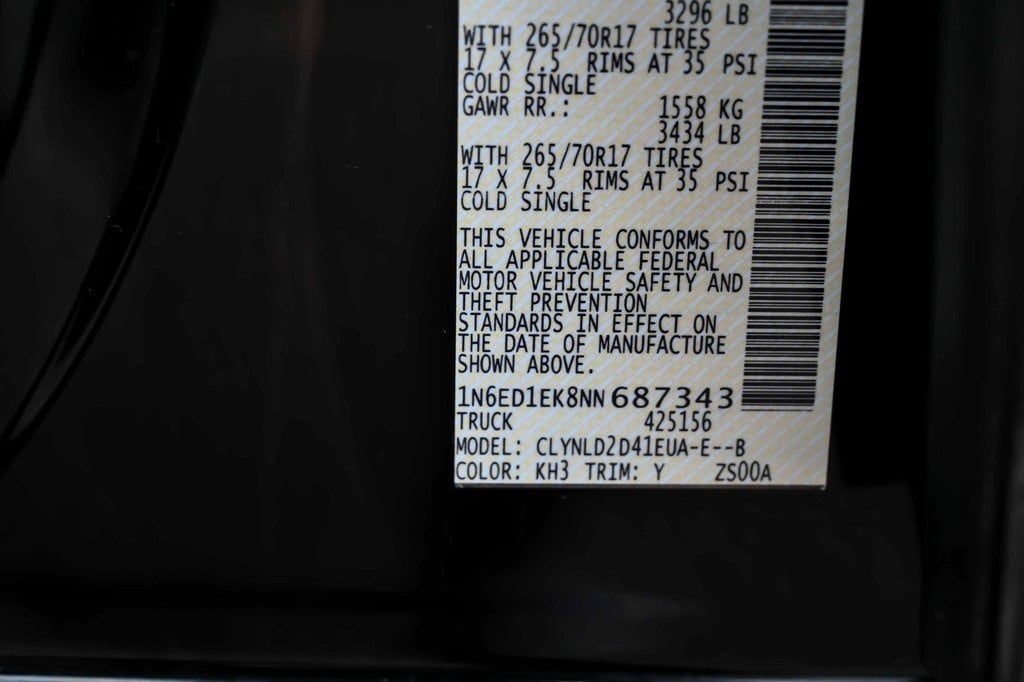 3296 LB
WITH 265/70R17 TIRES
17 X 7.5 RIMS AT 35 PSI
COLD SINGLE
GAWR RR.: 1558 KG
3434 LB
WITH 265/70R17 TIRES
17 X 7.5 RIMS AT 35 PSI
COLD SINGLE
THIS VEHICLE CONFORMS TO
ALL APPLICABLE FEDERAL
MOTOR VEHICLE SAFETY AND
THEFT PREVENTION
STANDARDS IN EFFECT ON
THE DATE OF MANUFACTURE
SHOWN ABOVE.
1N6ED1EK8NN687343
TRUCK 425156
MODEL: CLYNLD2D41EUA-E--B
COLOR: KH3 TRIM: Y ZS00A